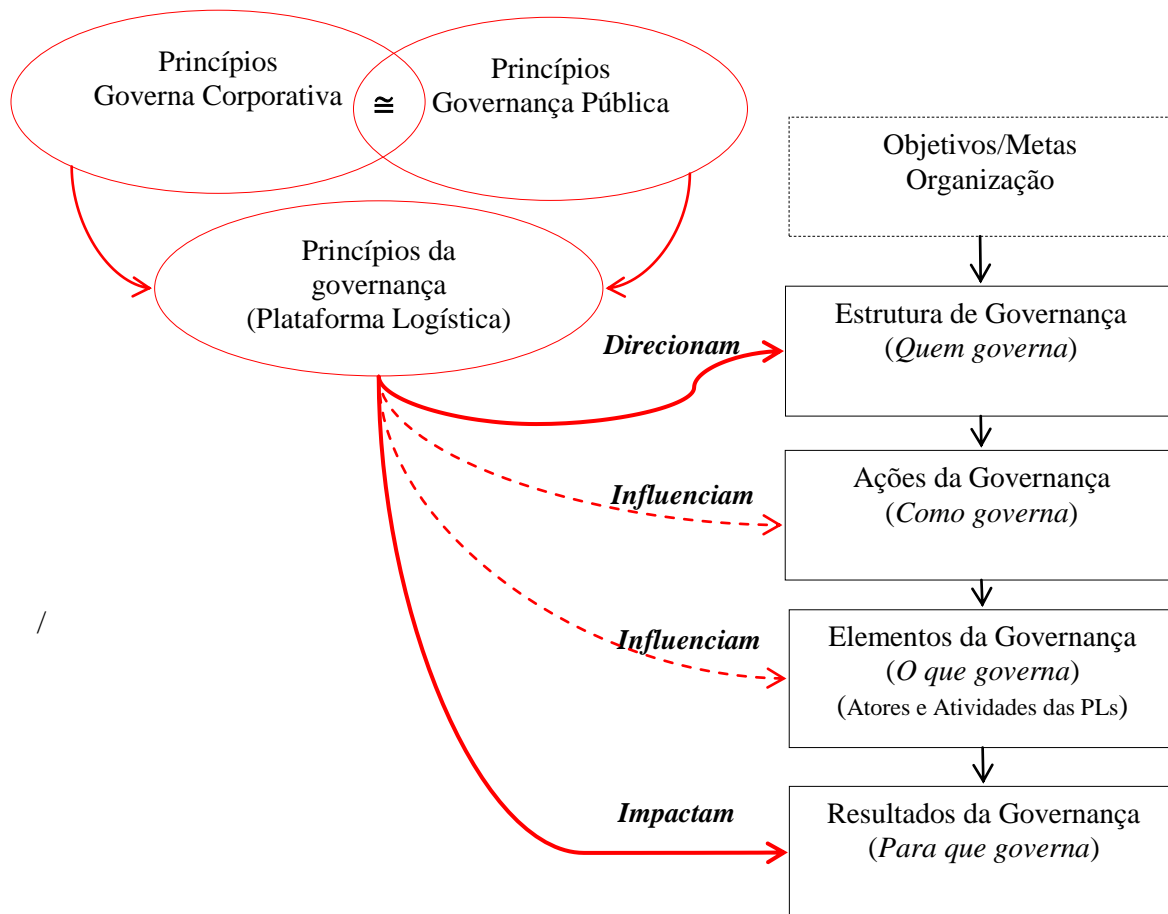 Princípios
Governa Corporativa
≅
Princípios
Governança Pública
Objetivos/Metas
Organização
Princípios da
governança
(Plataforma Logística)
Direcionam
Estrutura de Governança
(Quem governa)
Influenciam
Ações da Governança
(Como governa)
/
Influenciam
Elementos da Governança
(O que governa)
(Atores e Atividades das PLs)
Impactam
Resultados da Governança
(Para que governa)